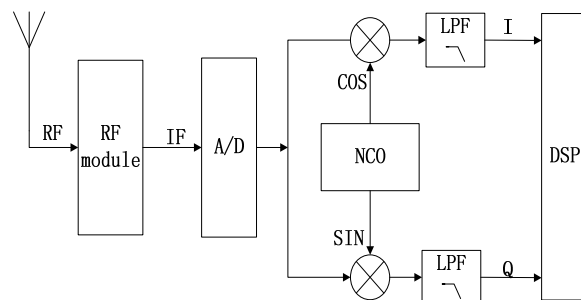 RF
RF
module
IF
A/D
COS
NCO
SIN
LPF
I
LPF
Q
DSP